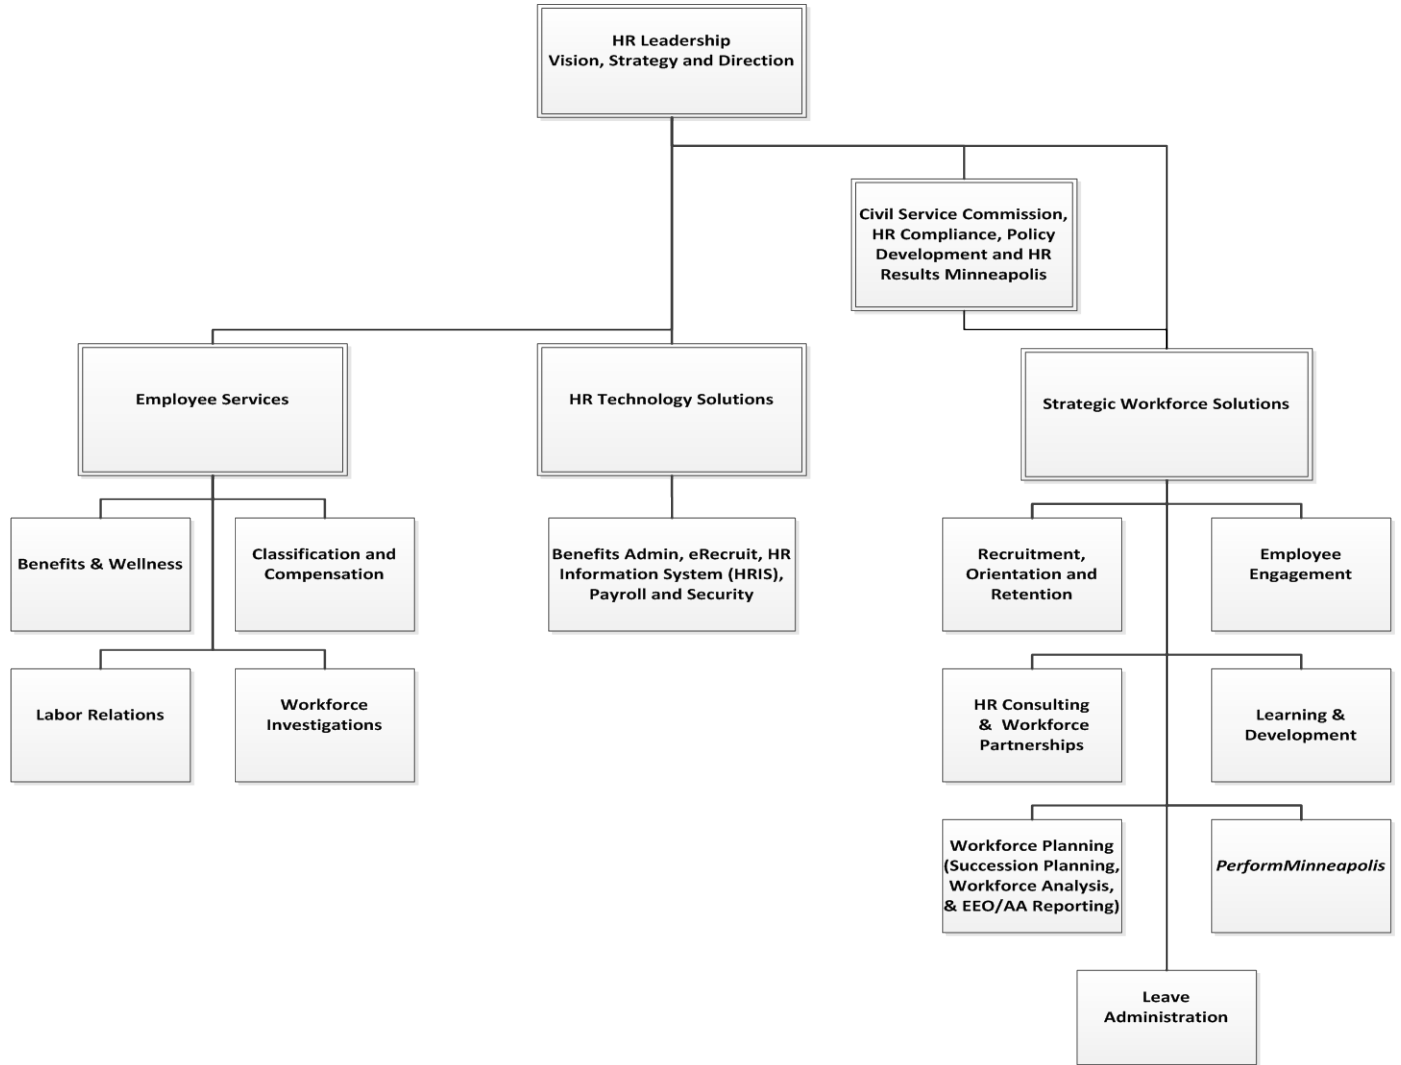 HR Leadership
Vision, Strategy and Direction
Civil Service Commission,
HR Compliance, Policy
Development and HR
Results Minneapolis
Employee Services
HR Technology Solutions
Strategic Workforce Solutions
Benefits & Wellness
Classification and
Compensation
Benefits Admin, eRecruit, HR
Information System (HRIS),
Payroll and Security
Recruitment,
Orientation and
Retention
Employee
Engagement
Labor Relations
Workforce
Investigations
HR Consulting
& Workforce
Partnerships
Learning &
Development
Workforce Planning
(Succession Planning,
Workforce Analysis,
& EEO/AA Reporting)
PerformMinneapolis
Leave
Administration